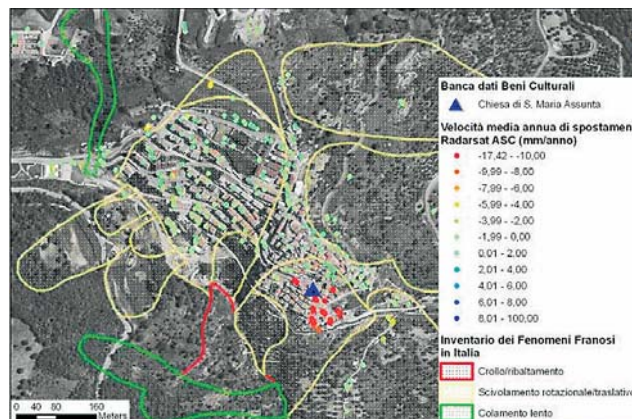 Banca dati Beni Culturali
Chiesa di S. Maria Assunta
Velocità media annua di spostamen
Radarsat ASC (mm/anno)
-17,42 - -10,00
-9,99 - -8,00
-7,99 - -6,00
-5,99 - -4,00
-3,99 - -2,00
-1,99 - 0,00
0,01 - 2,00
2,01 - 4,00
4,01 - 6,00
6,01 - 8,00
8,01 - 100,00
Inventario dei Fenomeni Franosi
in Italia
Crollo/ribaltamento
Scivolamento rotazionale/traslativo
Colamento lento
0 40 80 160
Meters